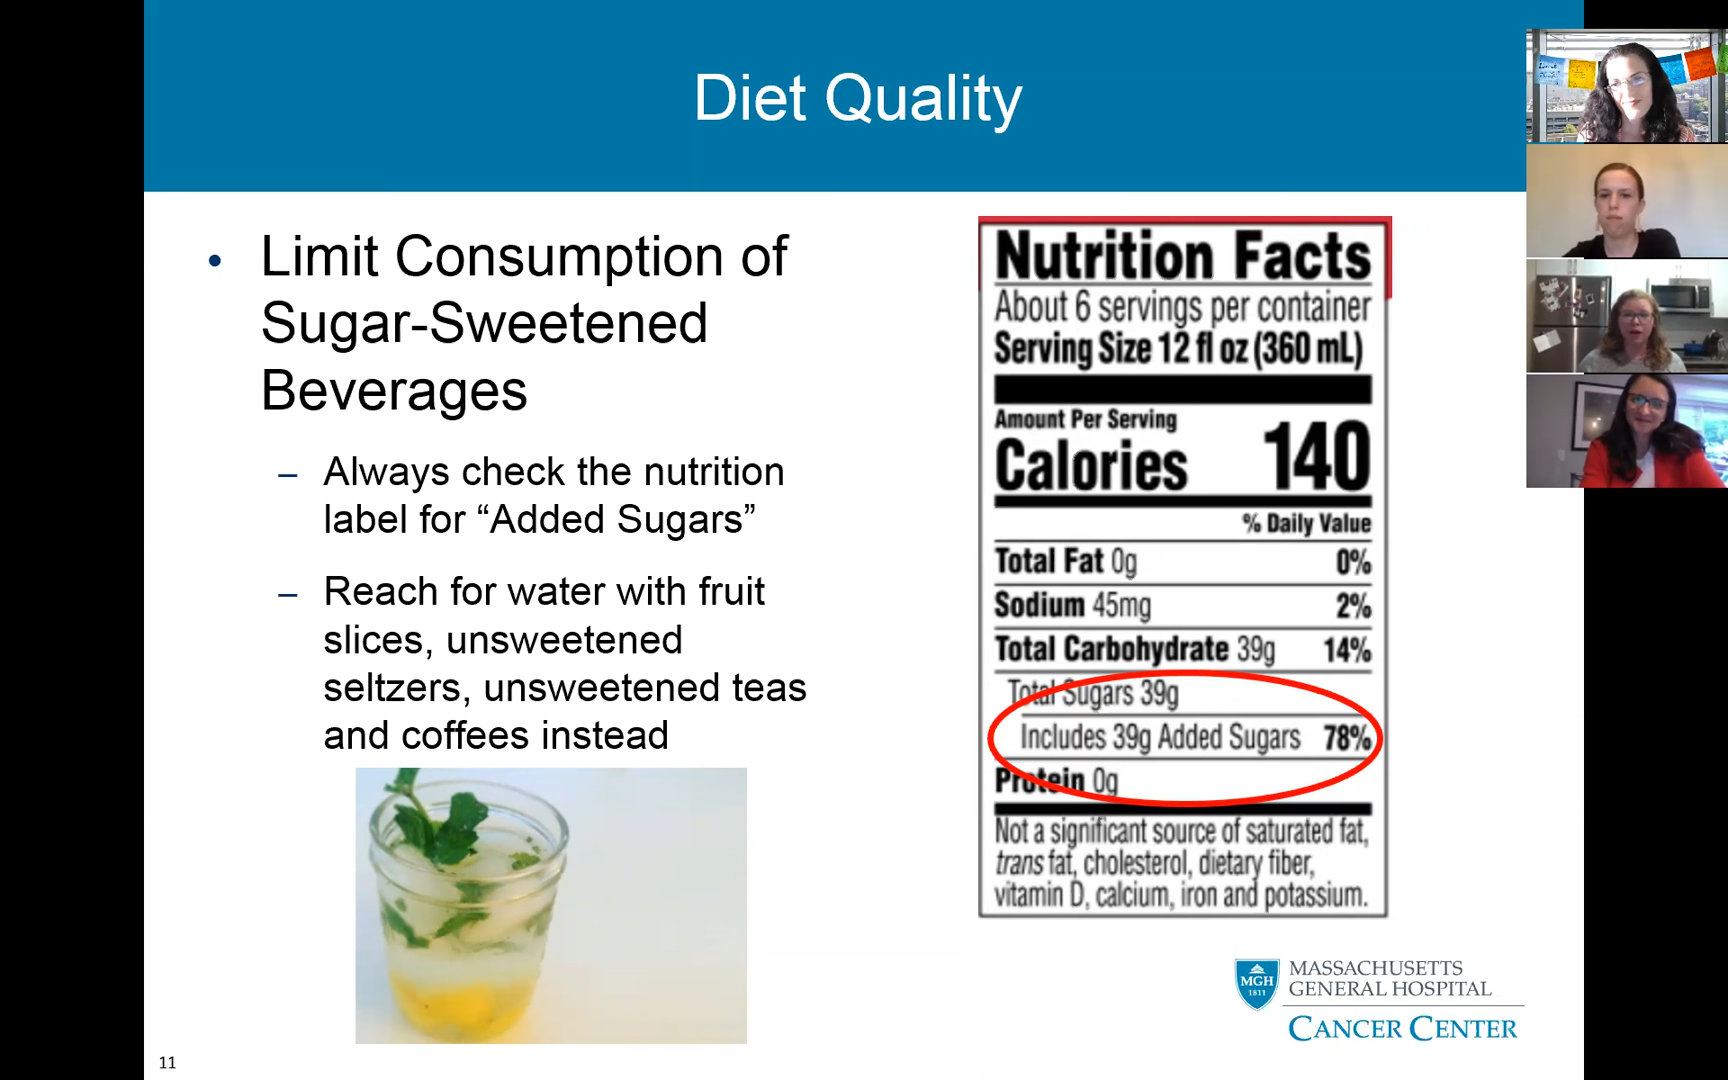 Diet Quality
• Limit Consumption of
Sugar-Sweetened
Beverages
– Always check the nutrition
label for “Added Sugars”
– Reach for water with fruit
slices, unsweetened
seltzers, unsweetened teas
and coffees instead
Nutrition Facts
About 6 servings per container
Serving Size 12 fl oz (360 mL)
Amount Per Serving
Calories 140
% Daily Value
Total Fat 0g 0%
Sodium 45mg 2%
Total Carbohydrate 39g 14%
Total Sugars 39g
Includes 39g Added Sugars 78%
Protein 0g
Not a significant source of saturated fat,
trans fat, cholesterol, dietary fiber,
vitamin D, calcium, iron and potassium.
MGH
1811
MASSACHUSETTS
GENERAL HOSPITAL
CANCER CENTER
11